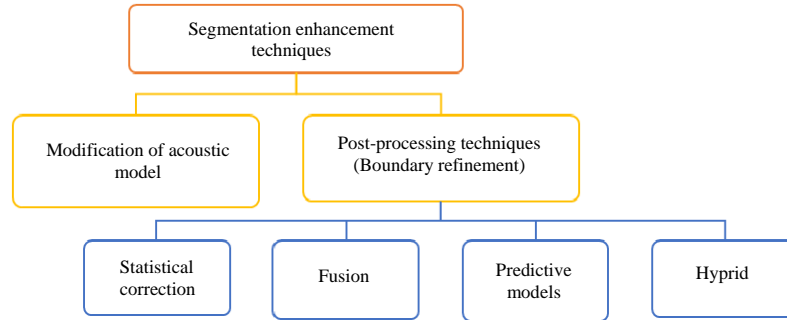 Segmentation enhancement
techniques
Modification of acoustic
model
Post-processing techniques
(Boundary refinement)
Statistical
correction
Fusion
Predictive
models
Hyprid